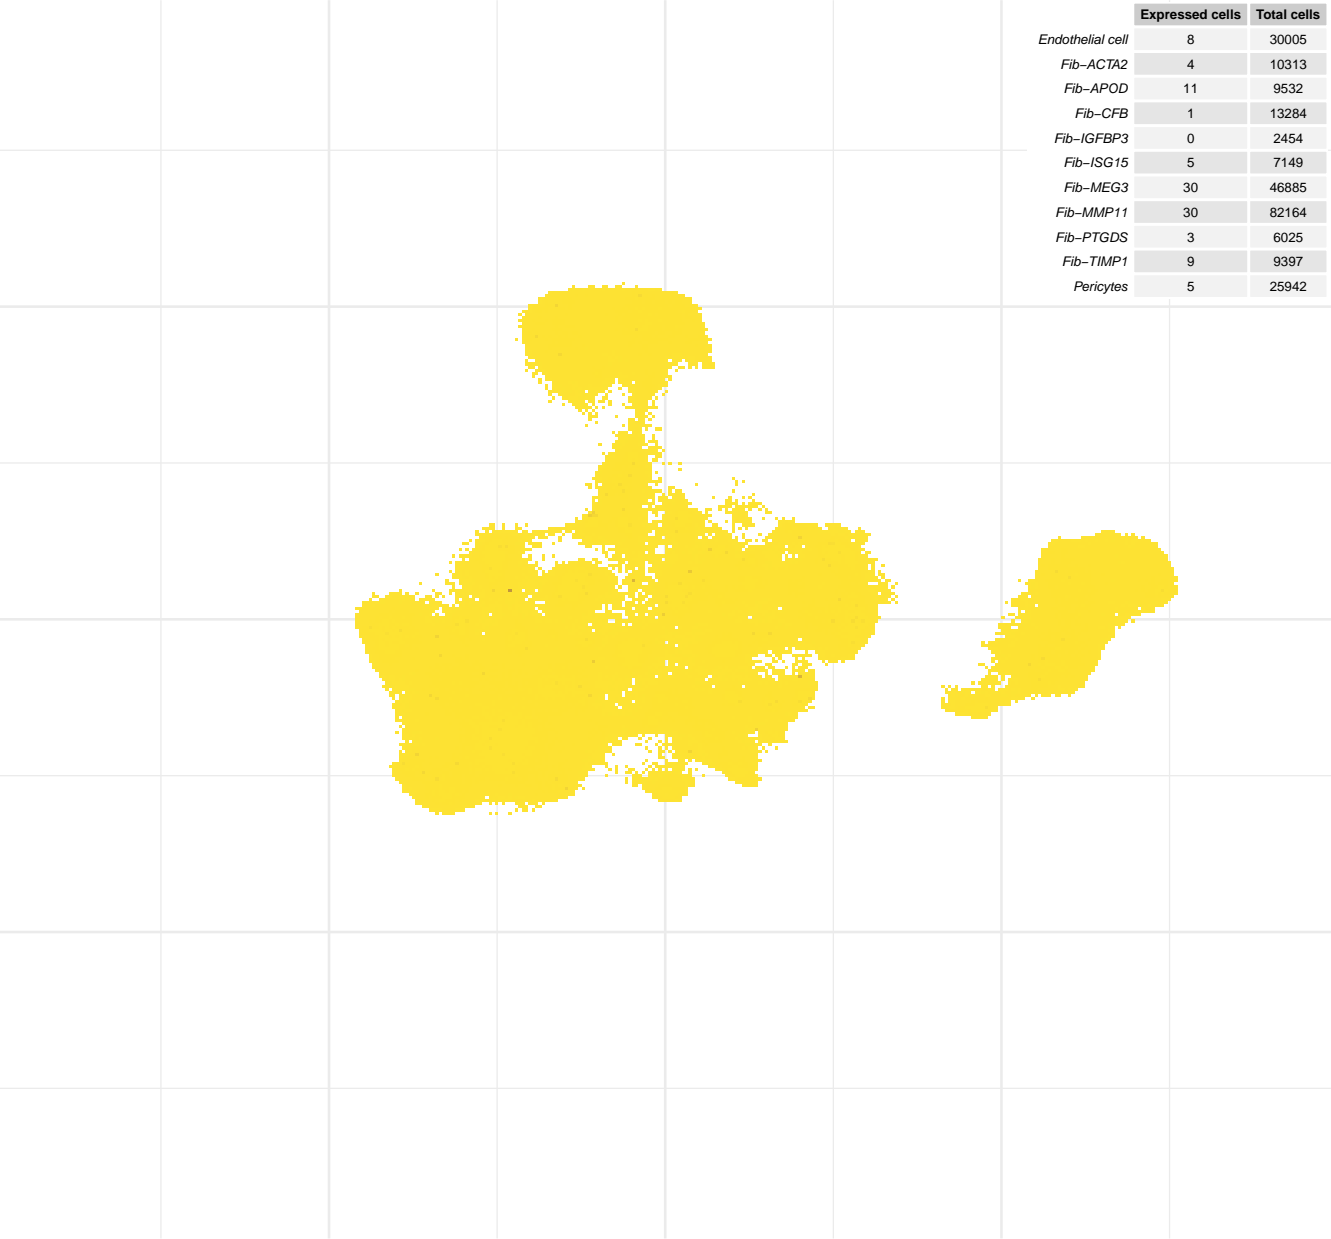 Expressed cells Total cells
Endothelial cell 8 30005
Fib−ACTA2 4 10313
Fib−APOD 11 9532
Fib−CFB 1 13284
Fib−IGFBP3 0 2454
Fib−ISG15 5 7149
Fib−MEG3 30 46885
Fib−MMP11 30 82164
Fib−PTGDS 3 6025
Fib−TIMP1 9 9397
Pericytes 5 25942